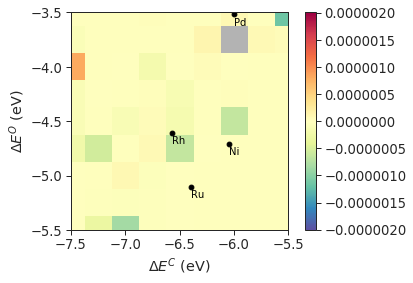 −3.5
−4.0
−4.5
−5.0
−5.5
ΔE^O (eV)
−7.5 −7.0 −6.5 −6.0 −5.5
ΔE^C (eV)
Pd
Rh
Ni
Ru
0.0000020
0.0000015
0.0000010
0.0000005
0.0000000
−0.0000005
−0.0000010
−0.0000015
−0.0000020